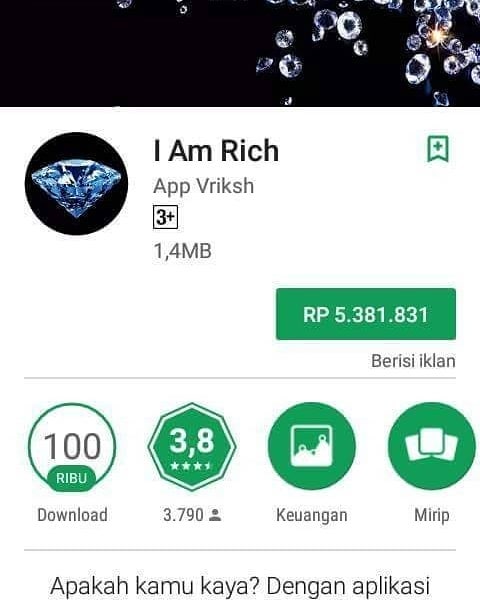 I Am Rich
App Vriksh
3+
1,4MB
RP 5.381.831
Berisi iklan
100
RIBU
3,8
Download
3.790
Keuangan
Mirip
Apakah kamu kaya? Dengan aplikasi